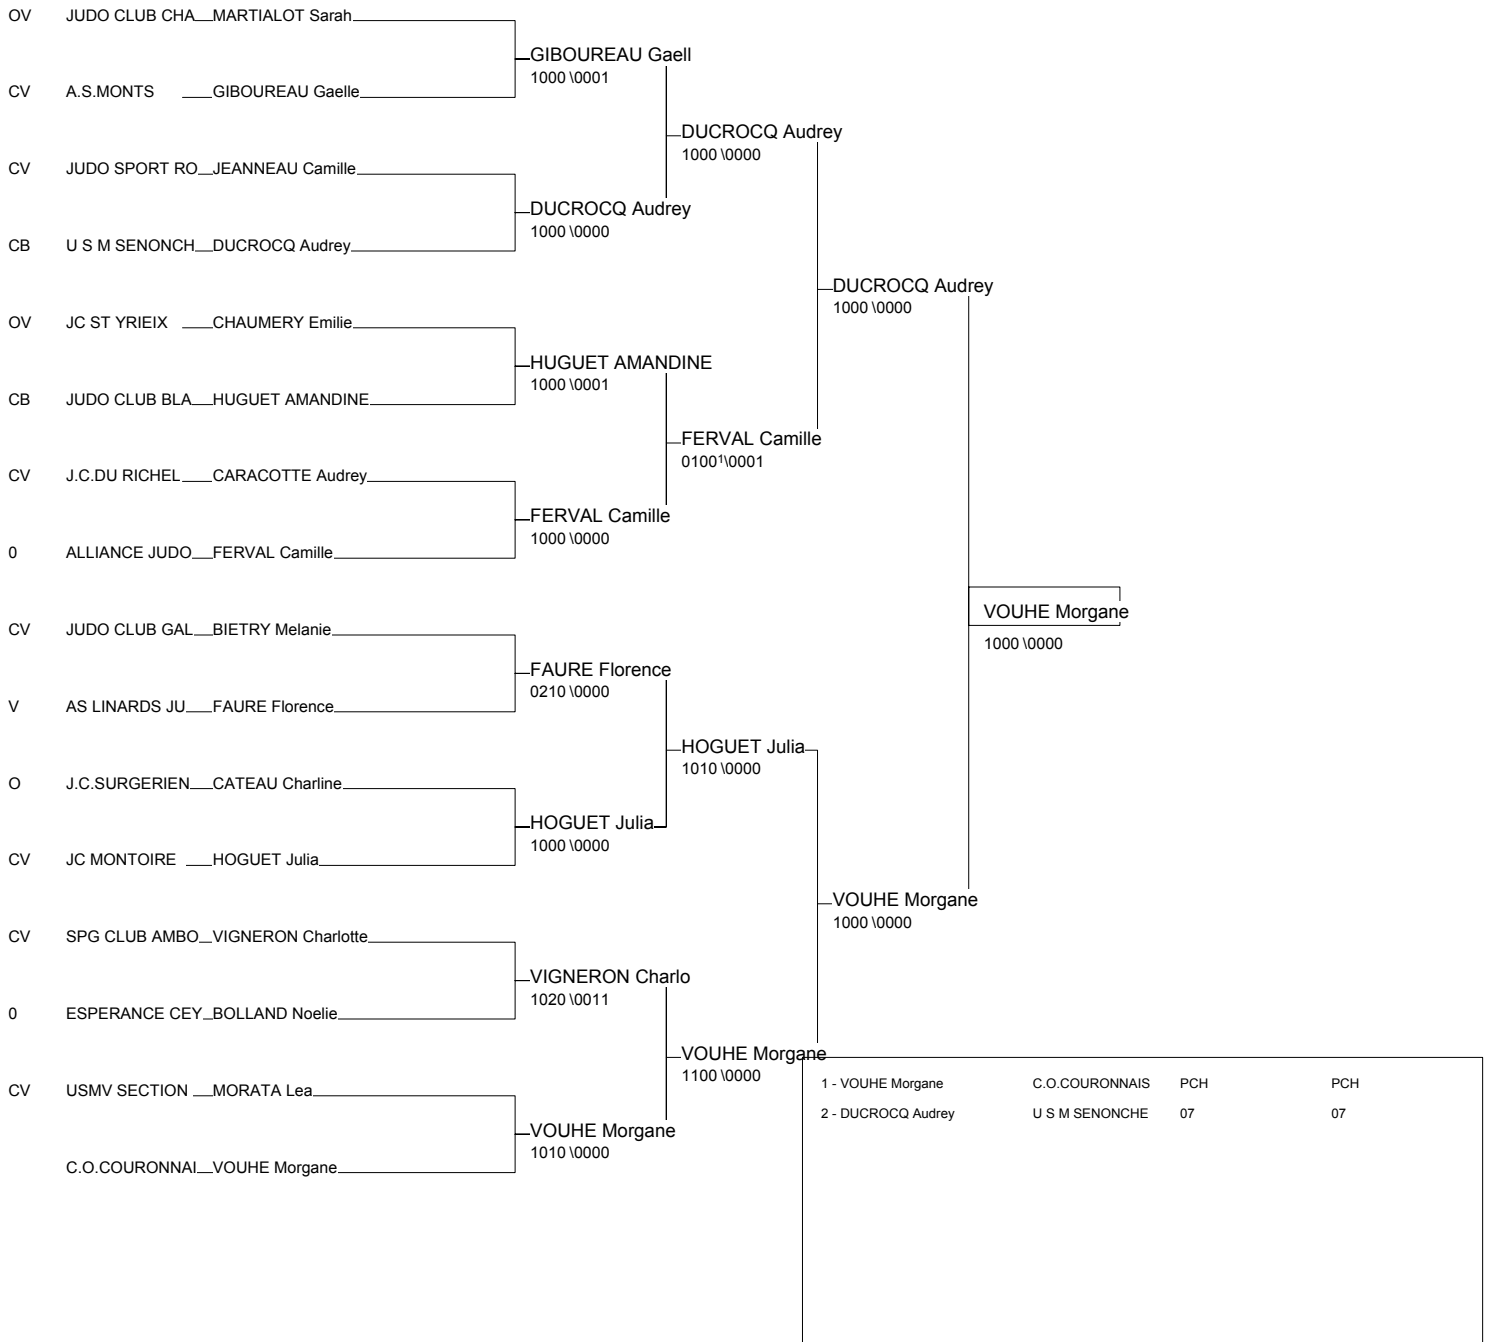 OV JUDO CLUB CHA MARTIALOT Sarah
GIBOUREAU Gaell
1000 \0001
CV A.S.MONTS GIBOUREAU Gaelle
DUCROCQ Audrey
1000 \0000
CV JUDO SPORT RO JEANNEAU Camille
DUCROCQ Audrey
1000 \0000
CB U S M SENONCH DUCROCQ Audrey
DUCROCQ Audrey
1000 \0000
OV JC ST YRIEIX CHAUMERY Emilie
HUGUET AMANDINE
1000 \0001
CB JUDO CLUB BLA HUGUET AMANDINE
FERVAL Camille
0100¹\0001
CV J.C.DU RICHEL CARACOTTE Audrey
FERVAL Camille
1000 \0000
0 ALLIANCE JUDO FERVAL Camille
VOUHE Morgane
1000 \0000
CV JUDO CLUB GAL BIETRY Melanie
FAURE Florence
0210 \0000
V AS LINARDS JU FAURE Florence
HOGUET Julia
1010 \0000
O J.C.SURGERIEN CATEAU Charline
HOGUET Julia
1000 \0000
CV JC MONTOIRE HOGUET Julia
VOUHE Morgane
1000 \0000
CV SPG CLUB AMBO VIGNERON Charlotte
VIGNERON Charlo
1020 \0011
0 ESPERANCE CEY BOLLAND Noelie
VOUHE Morgane
1100 \0000
CV USMV SECTION MORATA Lea
VOUHE Morgane
1010 \0000
C.O.COURONNAI VOUHE Morgane
1 - VOUHE Morgane C.O.COURONNAIS PCH PCH
2 - DUCROCQ Audrey U S M SENONCHE 07 07